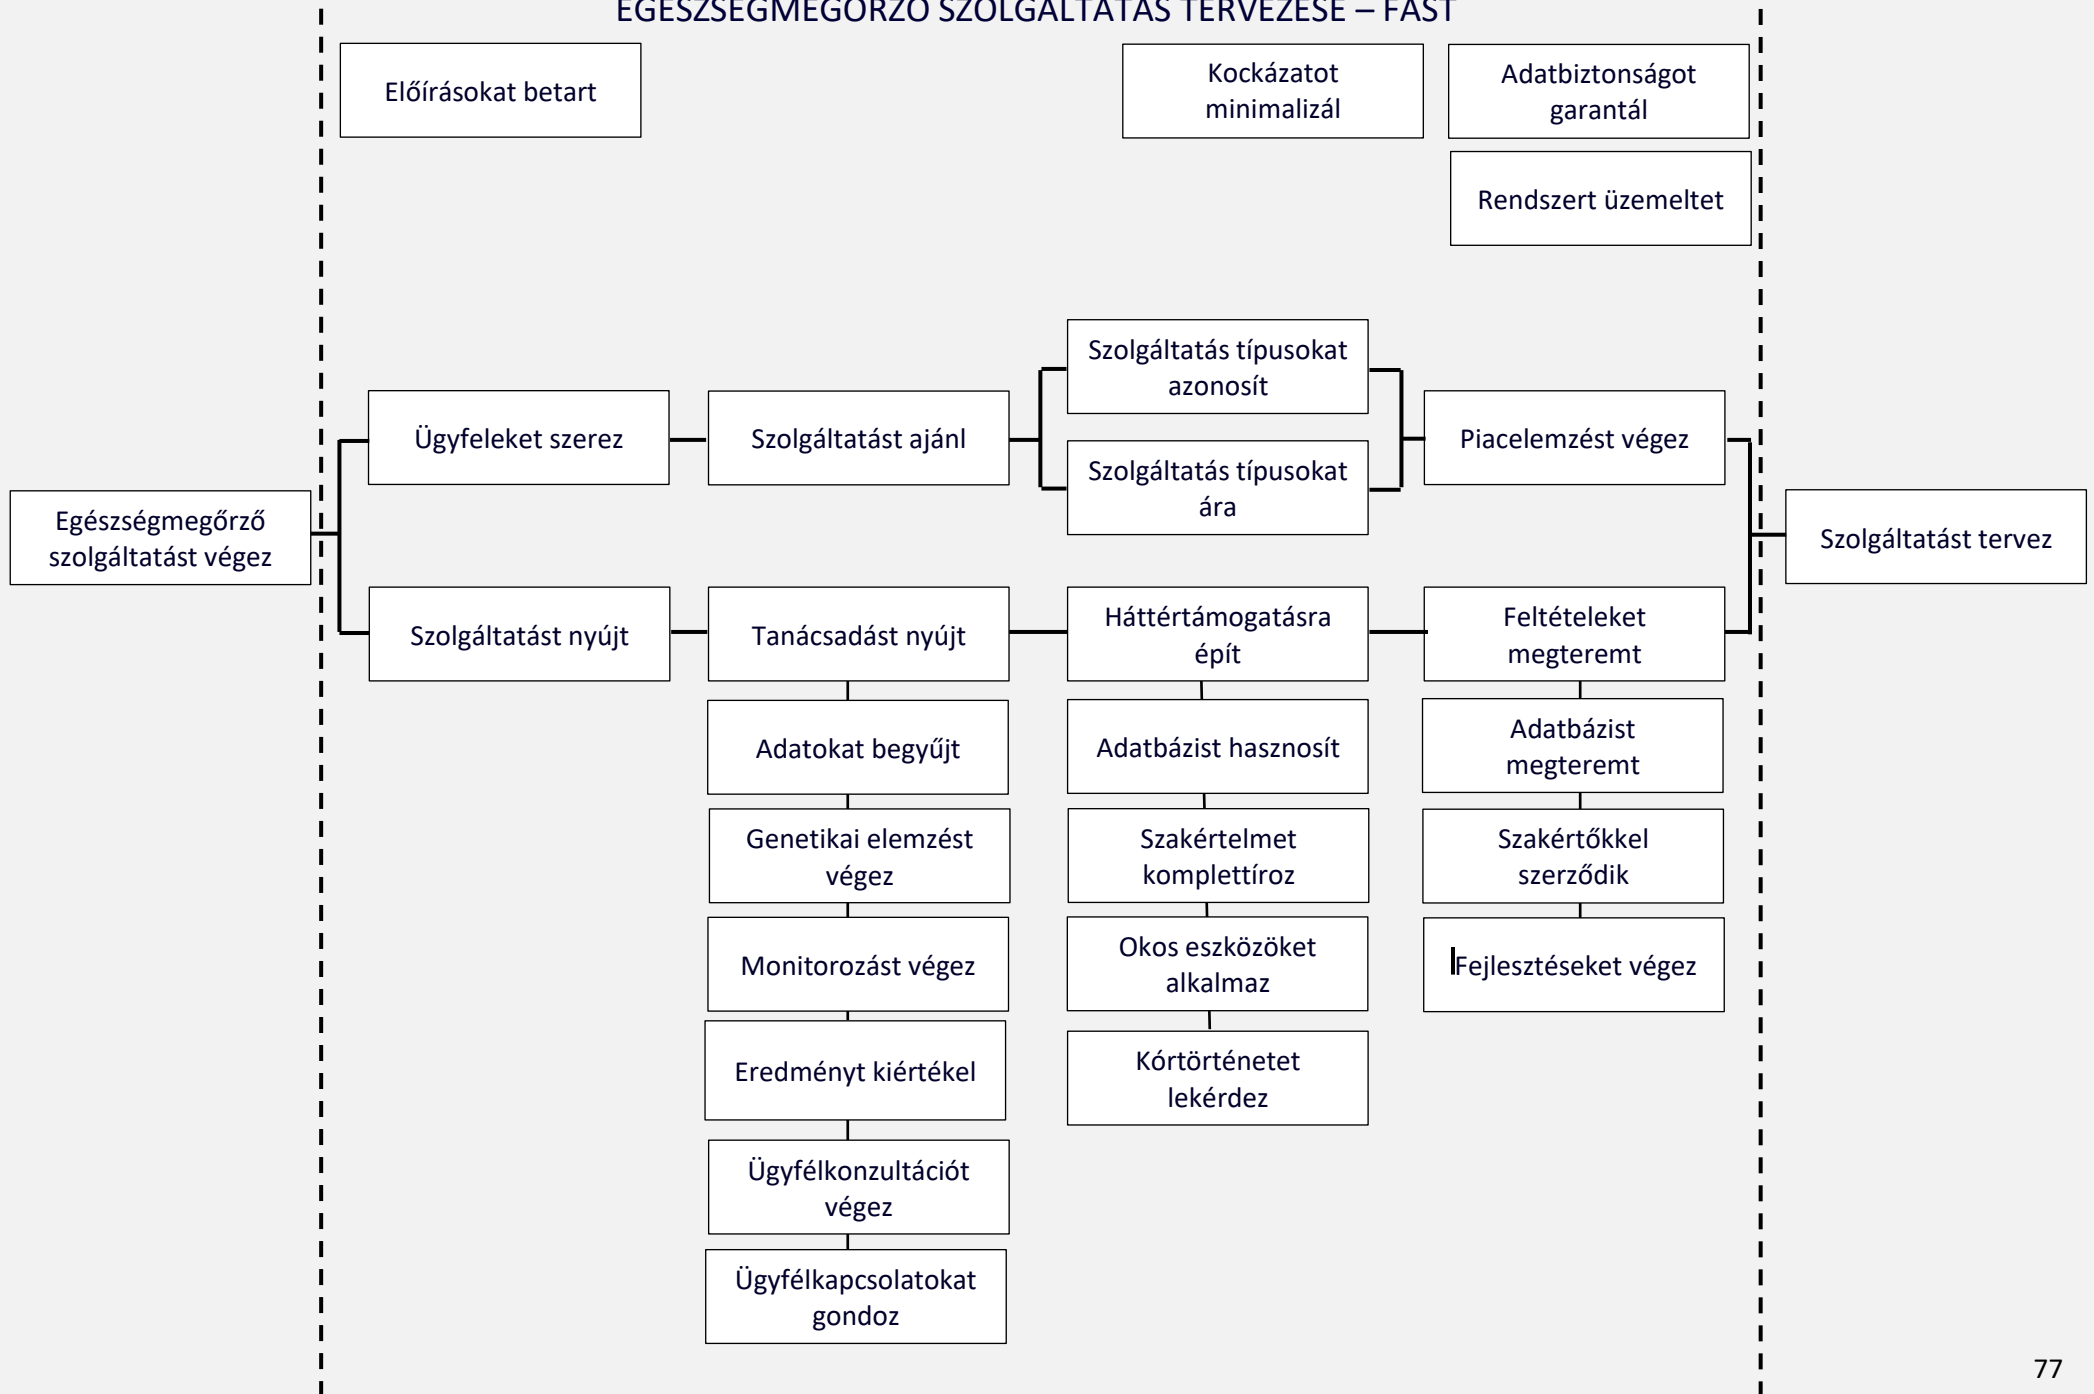 EGÉSZSÉGMEGŐRZŐ SZOLGÁLTATÁS TERVEZÉSE – FAST
Előírásokat betart
Kockázatot
minimalizál
Adatbiztonságot
garantál
Rendszert üzemeltet
Szolgáltatás típusokat
azonosít
Ügyfeleket szerez
Szolgáltatást ajánl
Piacelemzést végez
Szolgáltatás típusokat
ára
Egészségmegőrző
szolgáltatást végez
Szolgáltatást tervez
Szolgáltatást nyújt
Tanácsadást nyújt
Háttértámogatásra
épít
Feltételeket
megteremt
Adatokat begyűjt
Adatbázist hasznosít
Adatbázist
megteremt
Genetikai elemzést
végez
Szakértelmet
komplettíroz
Szakértőkkel
szerződik
Monitorozást végez
Okos eszközöket
alkalmaz
Fejlesztéseket végez
Eredményt kiértékel
Kórtörténetet
lekérdez
Ügyfélkonzultációt
végez
Ügyfélkapcsolatokat
gondoz
77